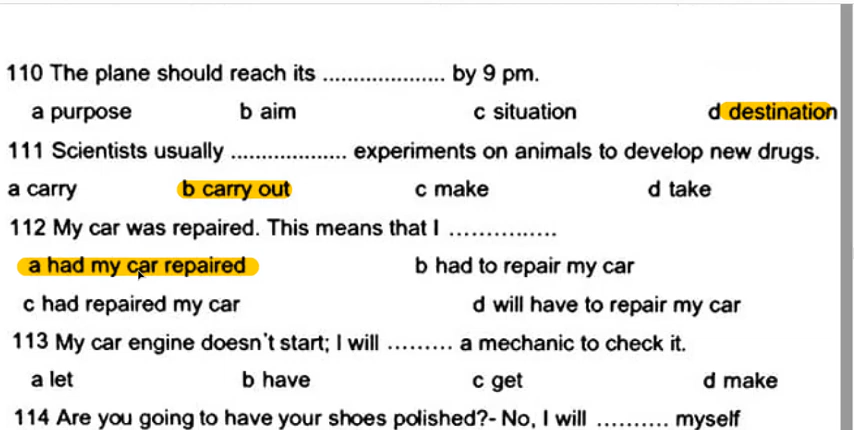 110 The plane should reach its ..................... by 9 pm.
a purpose b aim c situation d destination
111 Scientists usually .................... experiments on animals to develop new drugs.
a carry b carry out c make d take
112 My car was repaired. This means that I ...............
a had my car repaired b had to repair my car
c had repaired my car d will have to repair my car
113 My car engine doesn't start; I will ......... a mechanic to check it.
a let b have c get d make
114 Are you going to have your shoes polished?- No, I will .......... myself